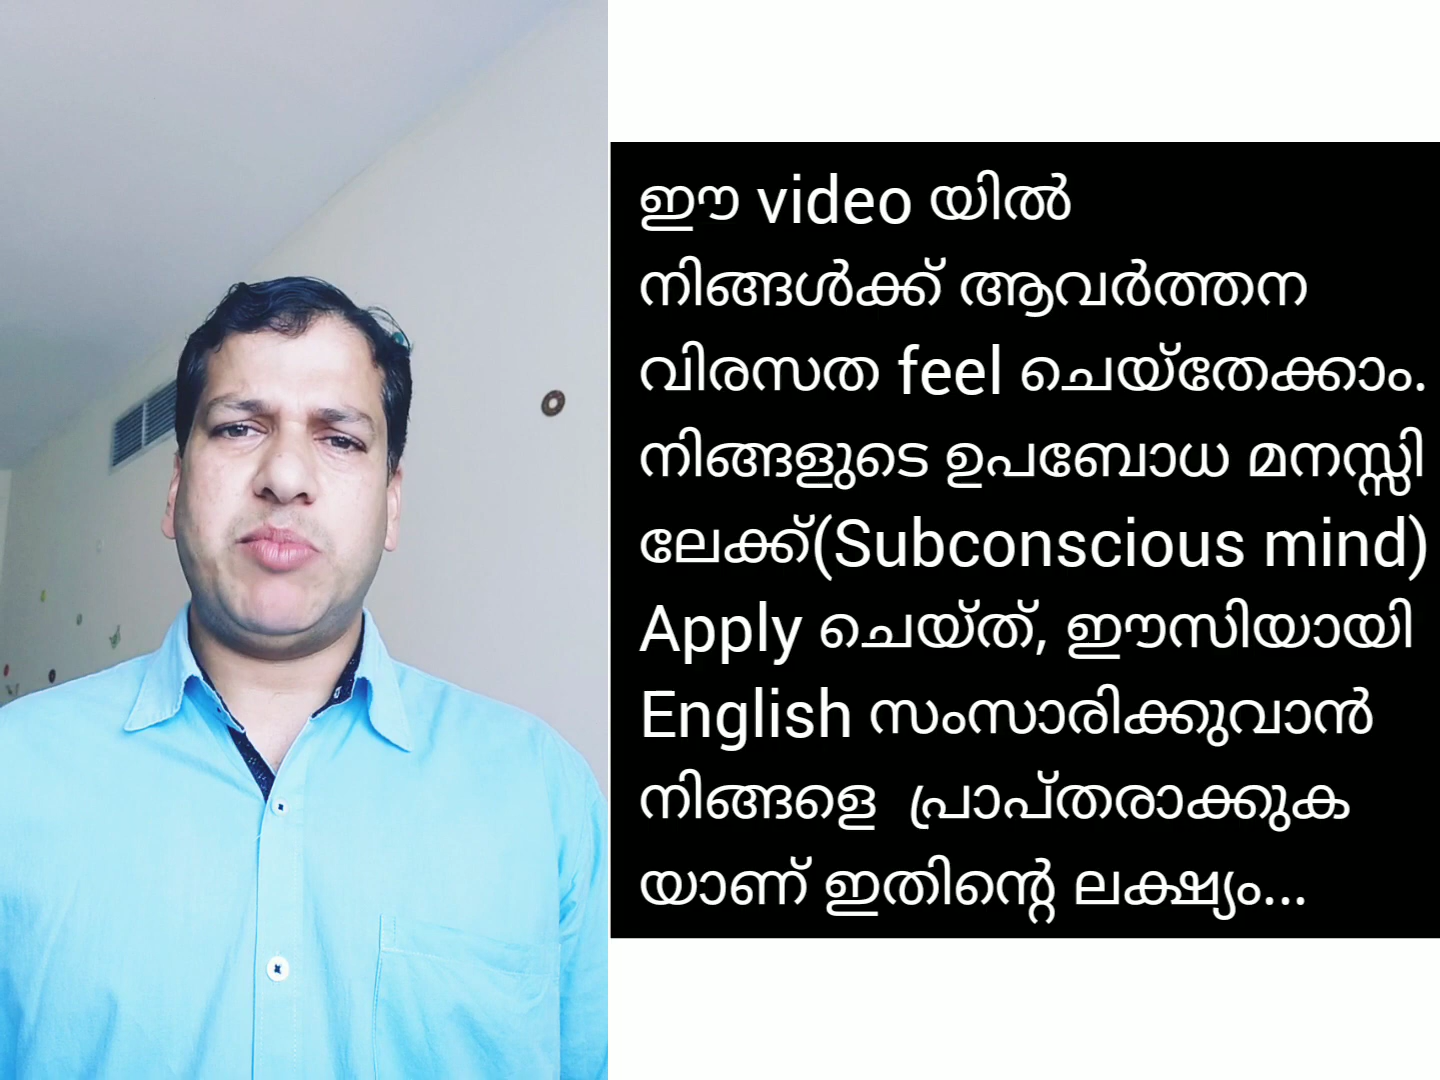 ഈ video യിൽ
നിങ്ങൾക്ക് ആവർത്തന
വിരസത feel ചെയ്തേക്കാം.
നിങ്ങളുടെ ഉപബോധ മനസ്സി
ലേക്ക്(Subconscious mind)
Apply ചെയ്ത്, ഈസിയായി
English സംസാരിക്കുവാൻ
നിങ്ങളെ പ്രാപ്തരാക്കുക
യാണ് ഇതിന്റെ ലക്ഷ്യം...